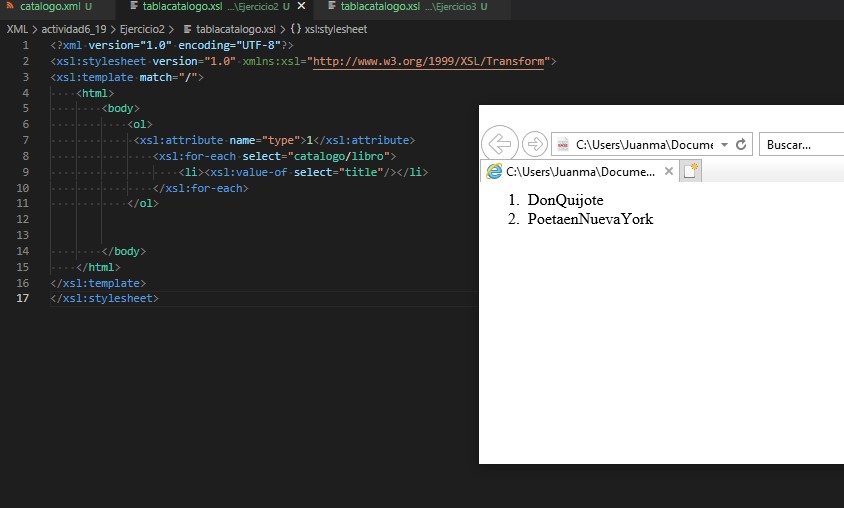 catalogo.xml U
tablacatalogo.xsl ...\Ejercicio2 U
tablacatalogo.xsl ...\Ejercicio3 U
XML > actividad6_19 > Ejercicio2 > tablacatalogo.xsl > xsl:stylesheet
1 <?xml version="1.0" encoding="UTF-8"?>
2 <xsl:stylesheet version="1.0" xmlns:xsl="http://www.w3.org/1999/XSL/Transform">
3 <xsl:template match="/">
4 <html>
5 <body>
6 <ol>
7 <xsl:attribute name="type">1</xsl:attribute>
8 <xsl:for-each select="catalogo/libro">
9 <li><xsl:value-of select="title"/></li>
10 </xsl:for-each>
11 </ol>
12
13
14 </body>
15 </html>
16 </xsl:template>
17 </xsl:stylesheet>
C:\Users\Juanma\Docume
Buscar...
C:\Users\Juanma\Docume...
1. DonQuijote
2. PoetaenNuevaYork